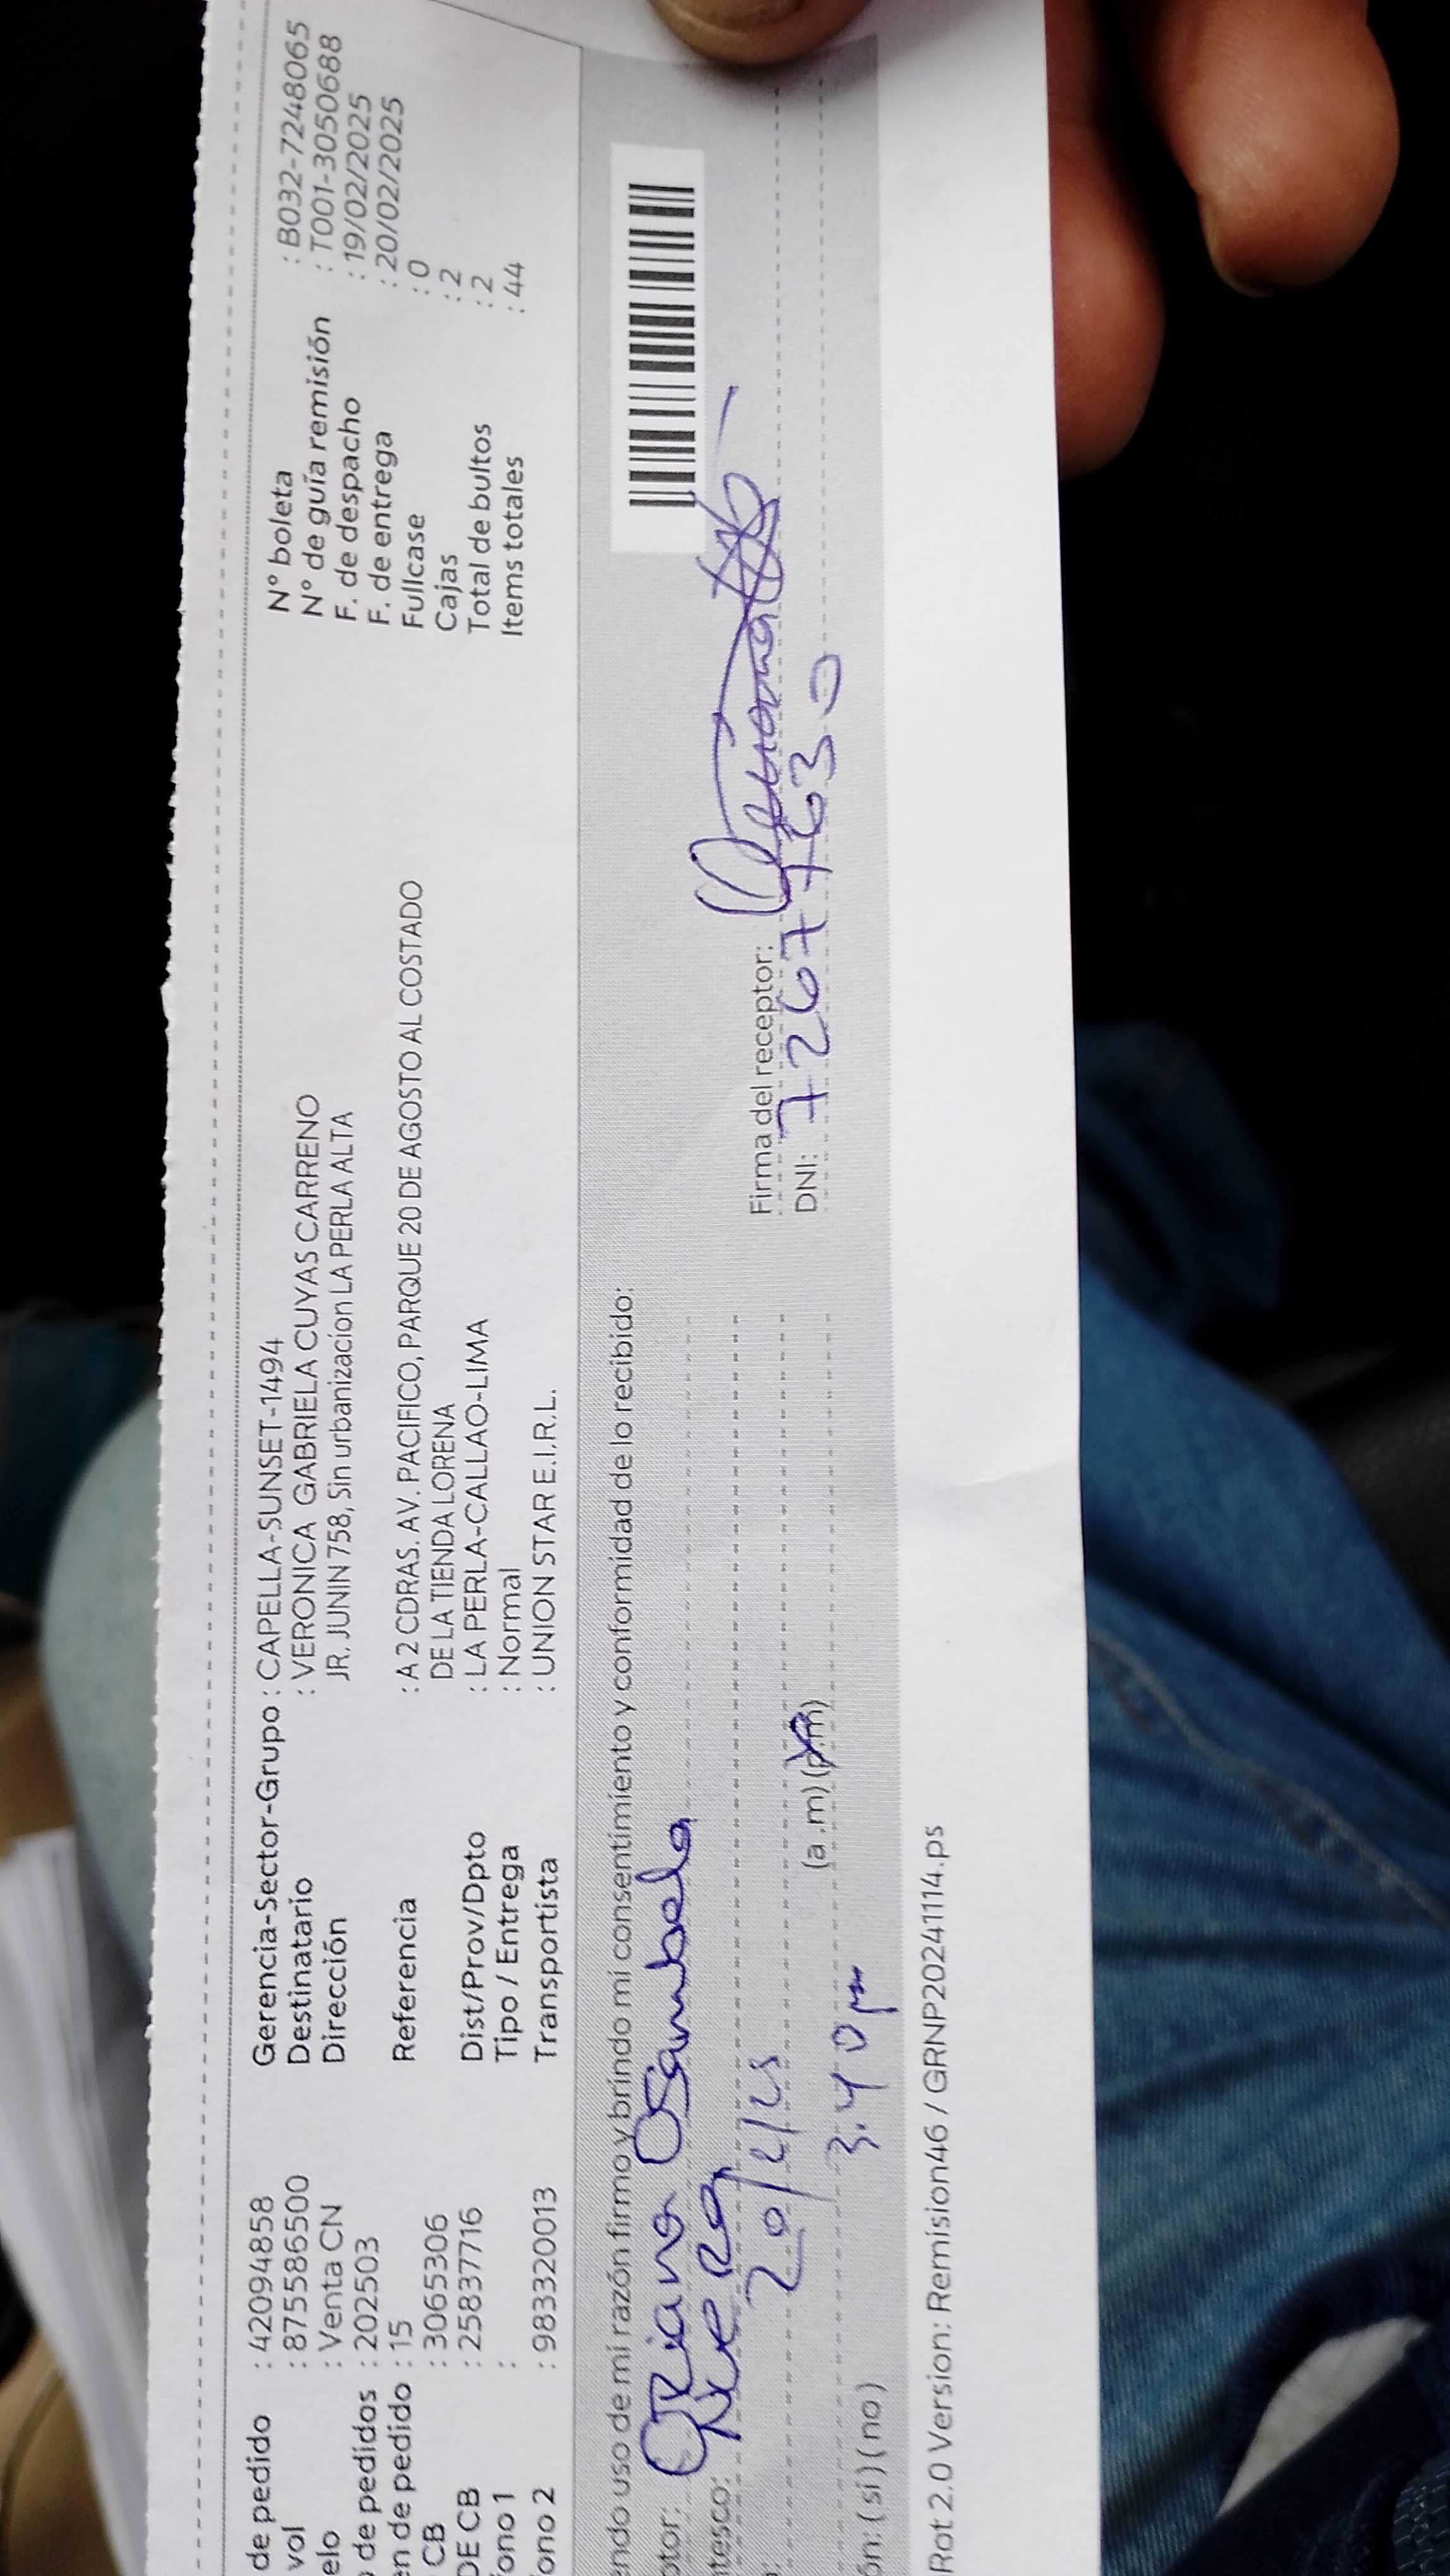 de pedido : 42094858
vol : 875586500
elo : Venta CN
de pedidos : 202503
en de pedido : 15
CB : 3065306
DE CB : 25837716
ono 1 :
ono 2 : 983320013
Gerencia-Sector-Grupo : CAPELLA-SUNSET-1494
Destinatario : VERONICA GABRIELA CUYAS CARRENO
Dirección JR. JUNIN 758, Sin urbanizacion LA PERLA ALTA
Referencia : A 2 CDRAS. AV. PACIFICO, PARQUE 20 DE AGOSTO AL COSTADO
DE LA TIENDA LORENA
Dist/Prov/Dpto : LA PERLA-CALLAO-LIMA
Tipo / Entrega : Normal
Transportista : UNION STAR E.I.R.L.
N° boleta : B032-7248065
N° de guía remisión : T001-3050688
F. de despacho : 19/02/2025
F. de entrega : 20/02/2025
Fullcase : 0
Cajas : 2
Total de bultos : 2
Items totales : 44
endo uso de mi razón firmo y brindo mi consentimiento y conformidad de lo recibido:
ptor: ORiana Osambela
ntesco: NueRa
20/2/25
3.40 pm
(a .m) (pm)
ón: (si) (no)
Firma del receptor:
DNI: 72677630
Rot 2.0 Version: Remision46 / GRNP20241114.ps